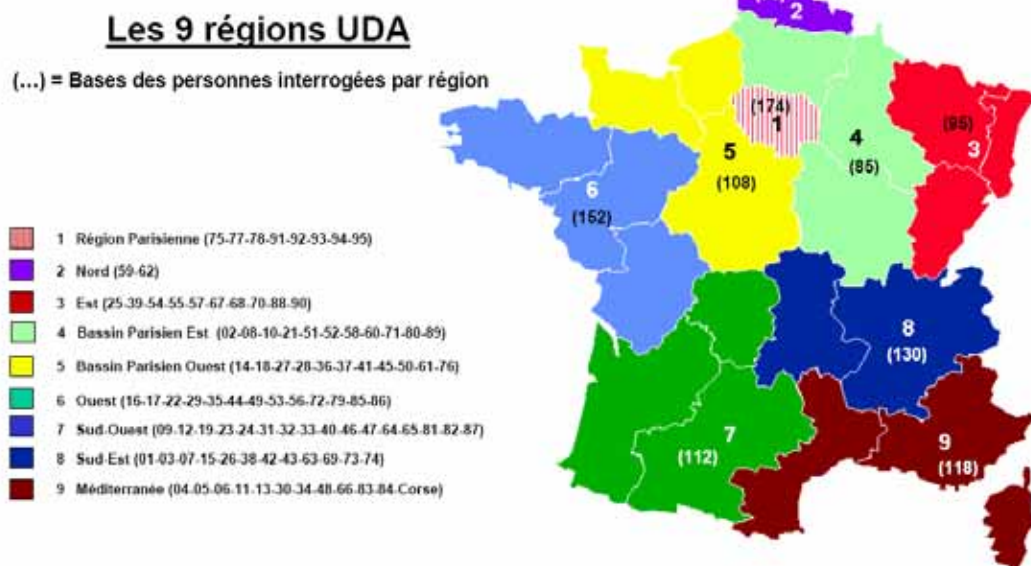 Les 9 régions UDA
(...) = Bases des personnes interrogées par région
2
(174)
1
4
(85)
3
5
(108)
6
(152)
1 Région Parisienne (75-77-78-91-92-93-94-95)
2 Nord (59-62)
3 Est (25-39-54-55-57-67-68-70-88-90)
4 Bassin Parisien Est (02-08-10-21-51-52-58-60-71-80-89)
5 Bassin Parisien Ouest (14-18-27-28-36-37-41-45-50-61-76)
6 Ouest (16-17-22-29-35-44-49-53-56-72-79-85-86)
7 Sud-Ouest (09-12-19-23-24-31-32-33-40-46-47-64-65-81-82-87)
8 Sud-Est (01-03-07-15-26-38-42-43-63-69-73-74)
9 Méditerranée (04-05-06-11-13-30-34-48-66-83-84-Corse)
8
(130)
7
(112)
9
(118)